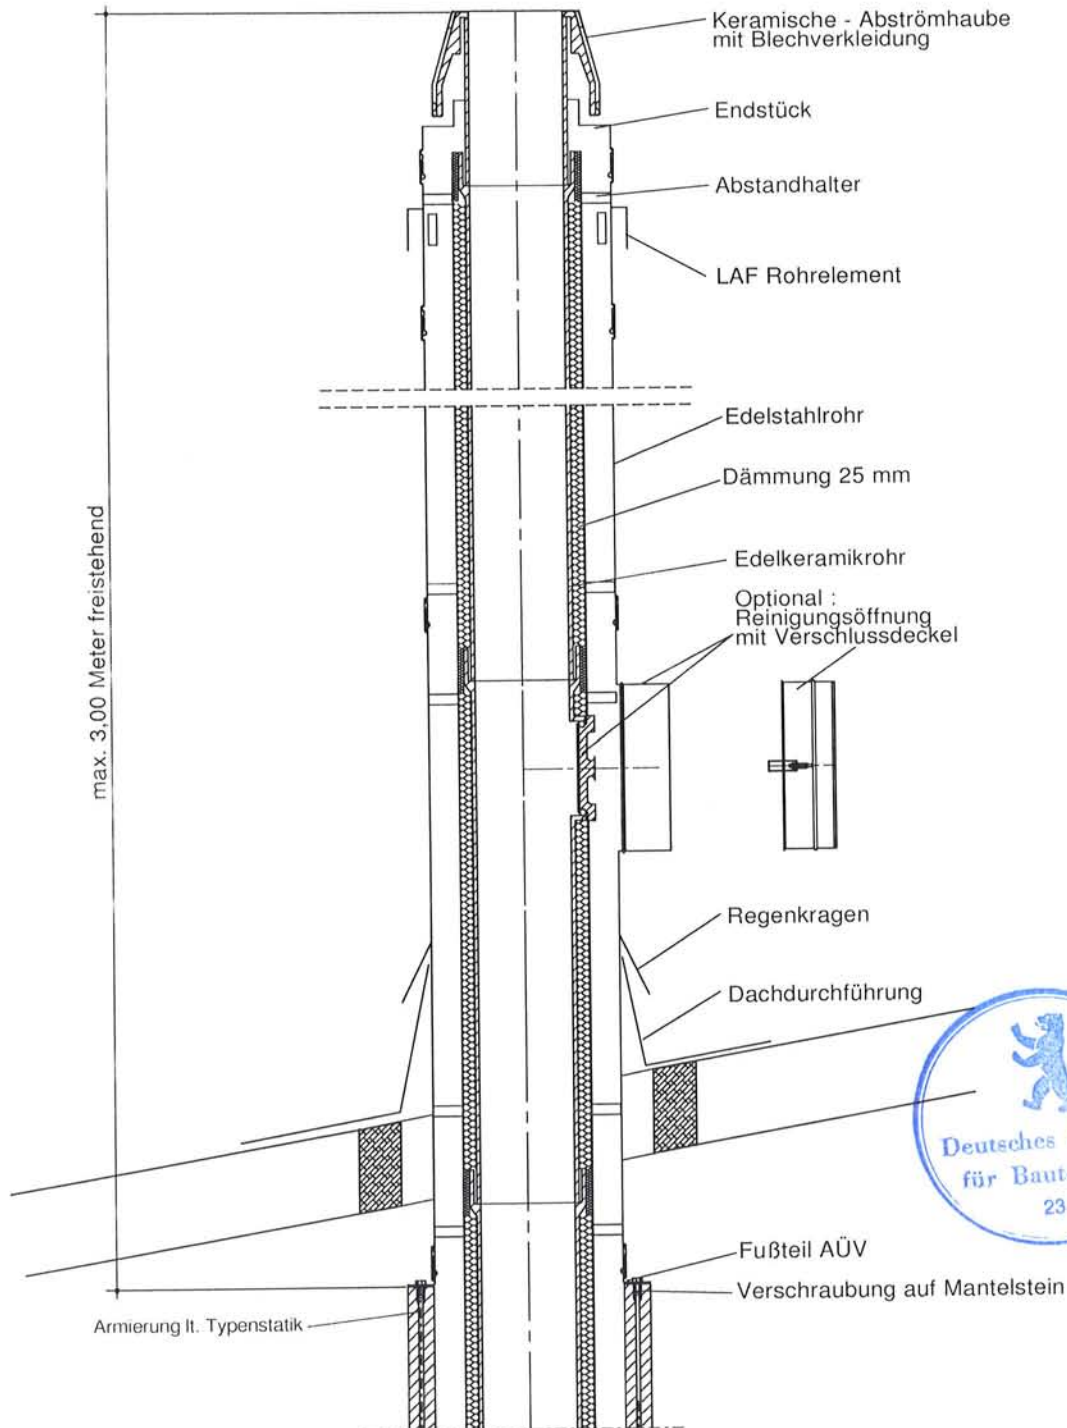 Keramische - Abströmhaube
mit Blechverkleidung
Endstück
Abstandhalter
LAF Rohrelement
Edelstahlrohr
Dämmung 25 mm
Edelkeramikrohr
Optional :
Reinigungsöffnung
mit Verschlussdeckel
max. 3,00 Meter freistehend
Regenkragen
Dachdurchführung
Deutsches
für Baut
23
Fußteil AÜV
Verschraubung auf Mantelstein
Armierung lt. Typenstatik